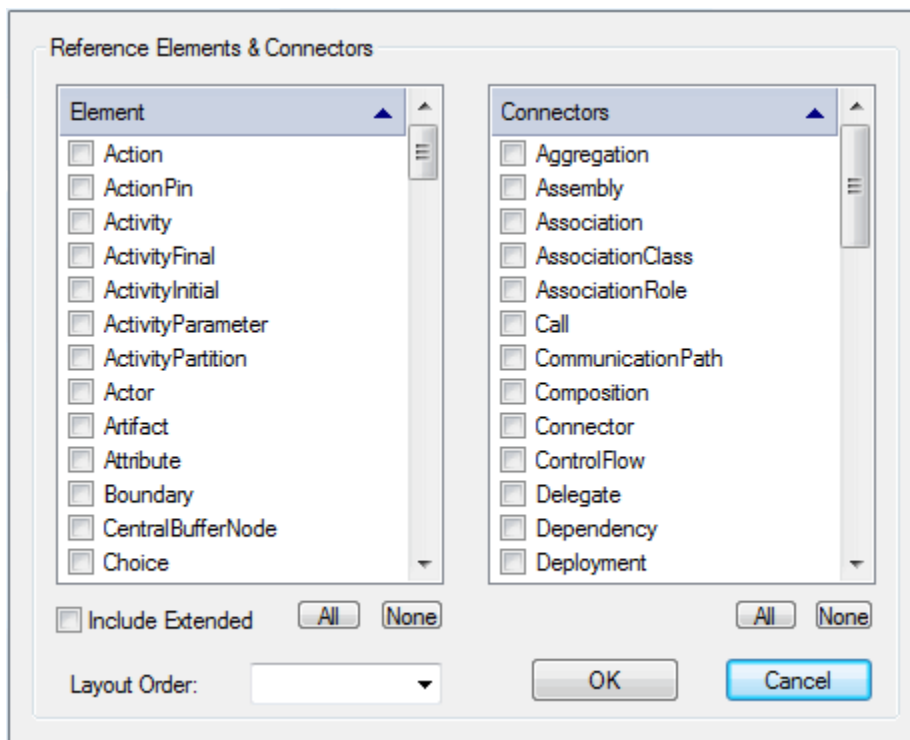 Reference Elements & Connectors
Element
Action
ActionPin
Activity
ActivityFinal
ActivityInitial
ActivityParameter
ActivityPartition
Actor
Artifact
Attribute
Boundary
CentralBufferNode
Choice
Include Extended
All
None
Connectors
Aggregation
Assembly
Association
AssociationClass
AssociationRole
Call
CommunicationPath
Composition
Connector
ControlFlow
Delegate
Dependency
Deployment
All
None
Layout Order:
OK
Cancel